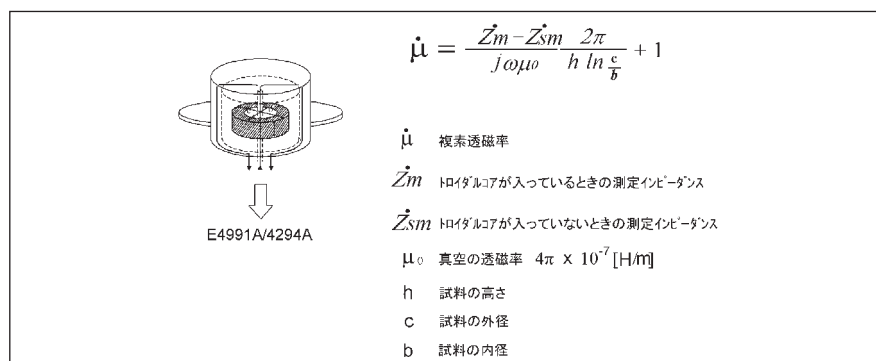 μ̇ = (Żm − Żsm)/(jωμ0) 2π/(h ln c/b) + 1
μ̇ 複素透磁率
Żm トロイダルコアが入っているときの測定インピーダンス
Żsm トロイダルコアが入っていないときの測定インピーダンス
E4991A/4294A
μ0 真空の透磁率 4π x 10-7 [H/m]
h 試料の高さ
c 試料の外径
b 試料の内径